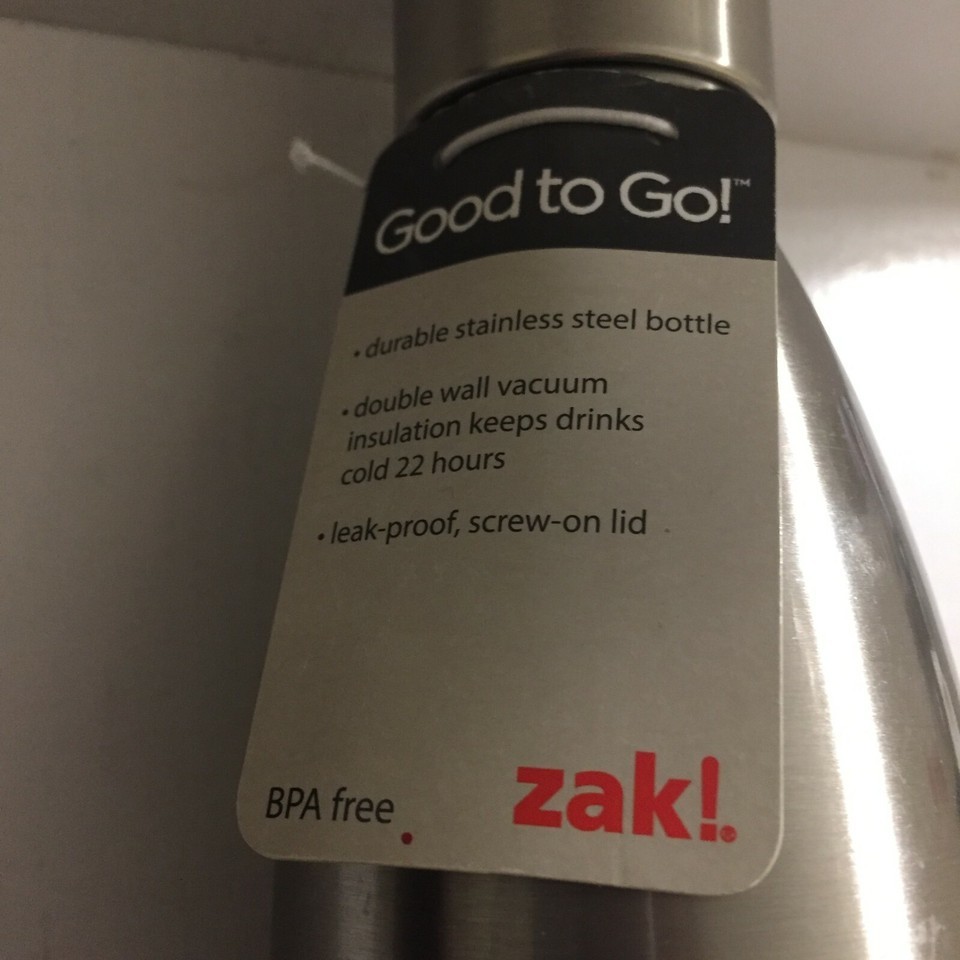 Good to Go!™
• durable stainless steel bottle
• double wall vacuum
insulation keeps drinks
cold 22 hours
• leak-proof, screw-on lid
BPA free
zak!®